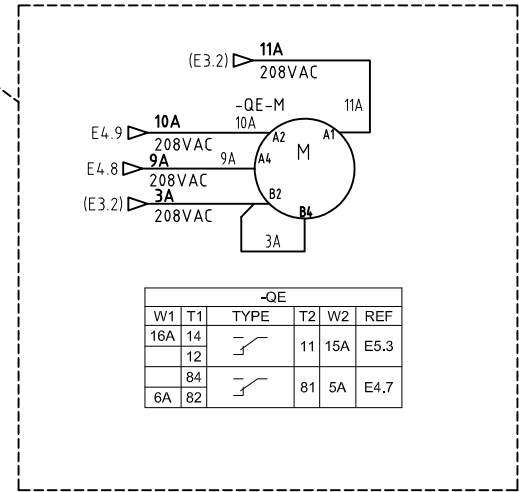 11A
(E3.2)
208VAC
11A
-QE-M
10A
10A
E4.9
208VAC
A2
A1
M
9A
9A
E4.8
208VAC
A4
3A
(E3.2)
208VAC
B2
B4
3A
-QE
W1 T1 TYPE T2 W2 REF
16A 14
11 15A E5.3
12
84
81 5A E4.7
6A 82